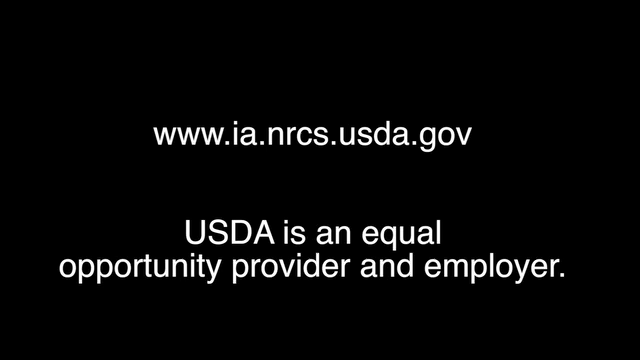 www.ia.nrcs.usda.gov
USDA is an equal
opportunity provider and employer.